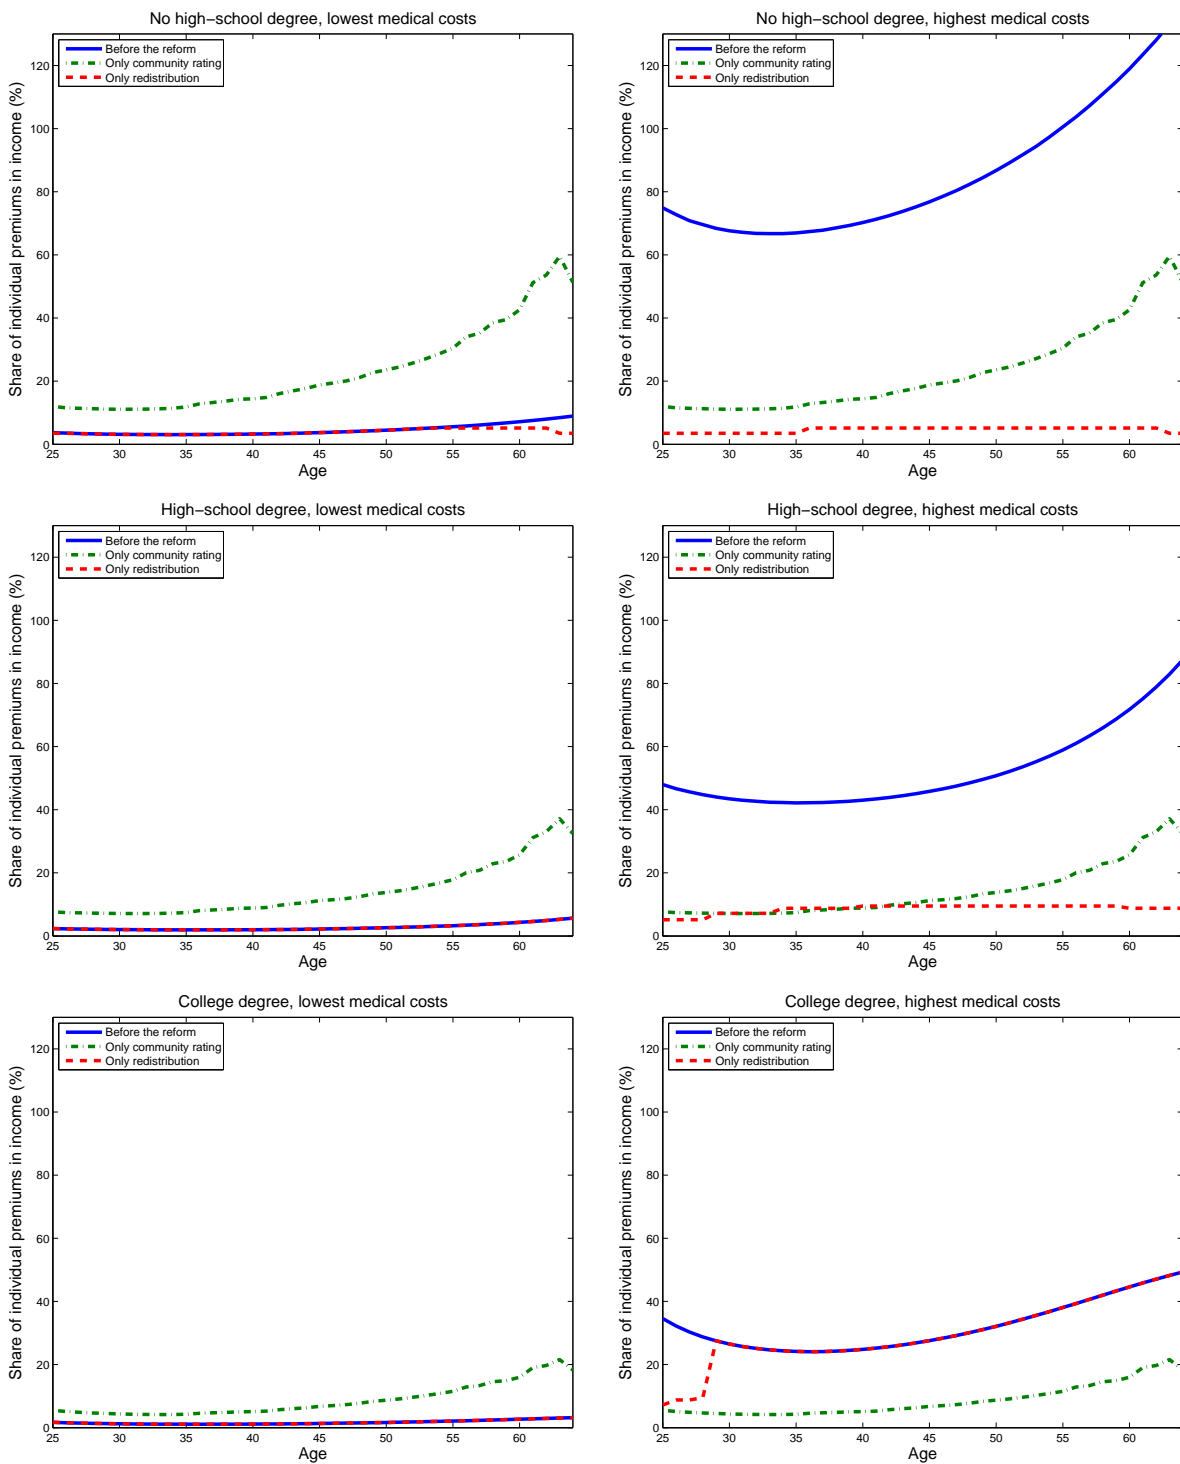 No high−school degree, lowest medical costs
Share of individual premiums in income (%)
120
100
80
60
40
20
0
25 30 35 40 45 50 55 60
Age
Before the reform
Only community rating
Only redistribution
No high−school degree, highest medical costs
Share of individual premiums in income (%)
120
100
80
60
40
20
0
25 30 35 40 45 50 55 60
Age
Before the reform
Only community rating
Only redistribution
High−school degree, lowest medical costs
Share of individual premiums in income (%)
120
100
80
60
40
20
0
25 30 35 40 45 50 55 60
Age
Before the reform
Only community rating
Only redistribution
High−school degree, highest medical costs
Share of individual premiums in income (%)
120
100
80
60
40
20
0
25 30 35 40 45 50 55 60
Age
Before the reform
Only community rating
Only redistribution
College degree, lowest medical costs
Share of individual premiums in income (%)
120
100
80
60
40
20
0
25 30 35 40 45 50 55 60
Age
Before the reform
Only community rating
Only redistribution
College degree, highest medical costs
Share of individual premiums in income (%)
120
100
80
60
40
20
0
25 30 35 40 45 50 55 60
Age
Before the reform
Only community rating
Only redistribution